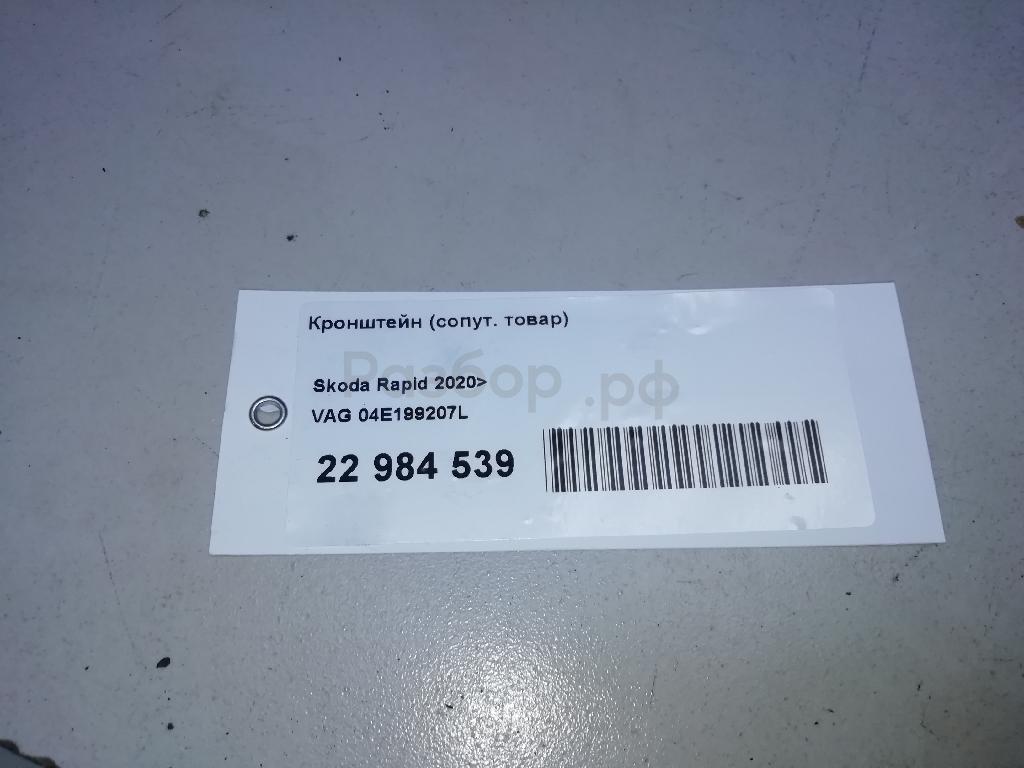 Кронштейн (сопут. товар)
Разбор.рф
Skoda Rapid 2020>
VAG 04E199207L
22 984 539